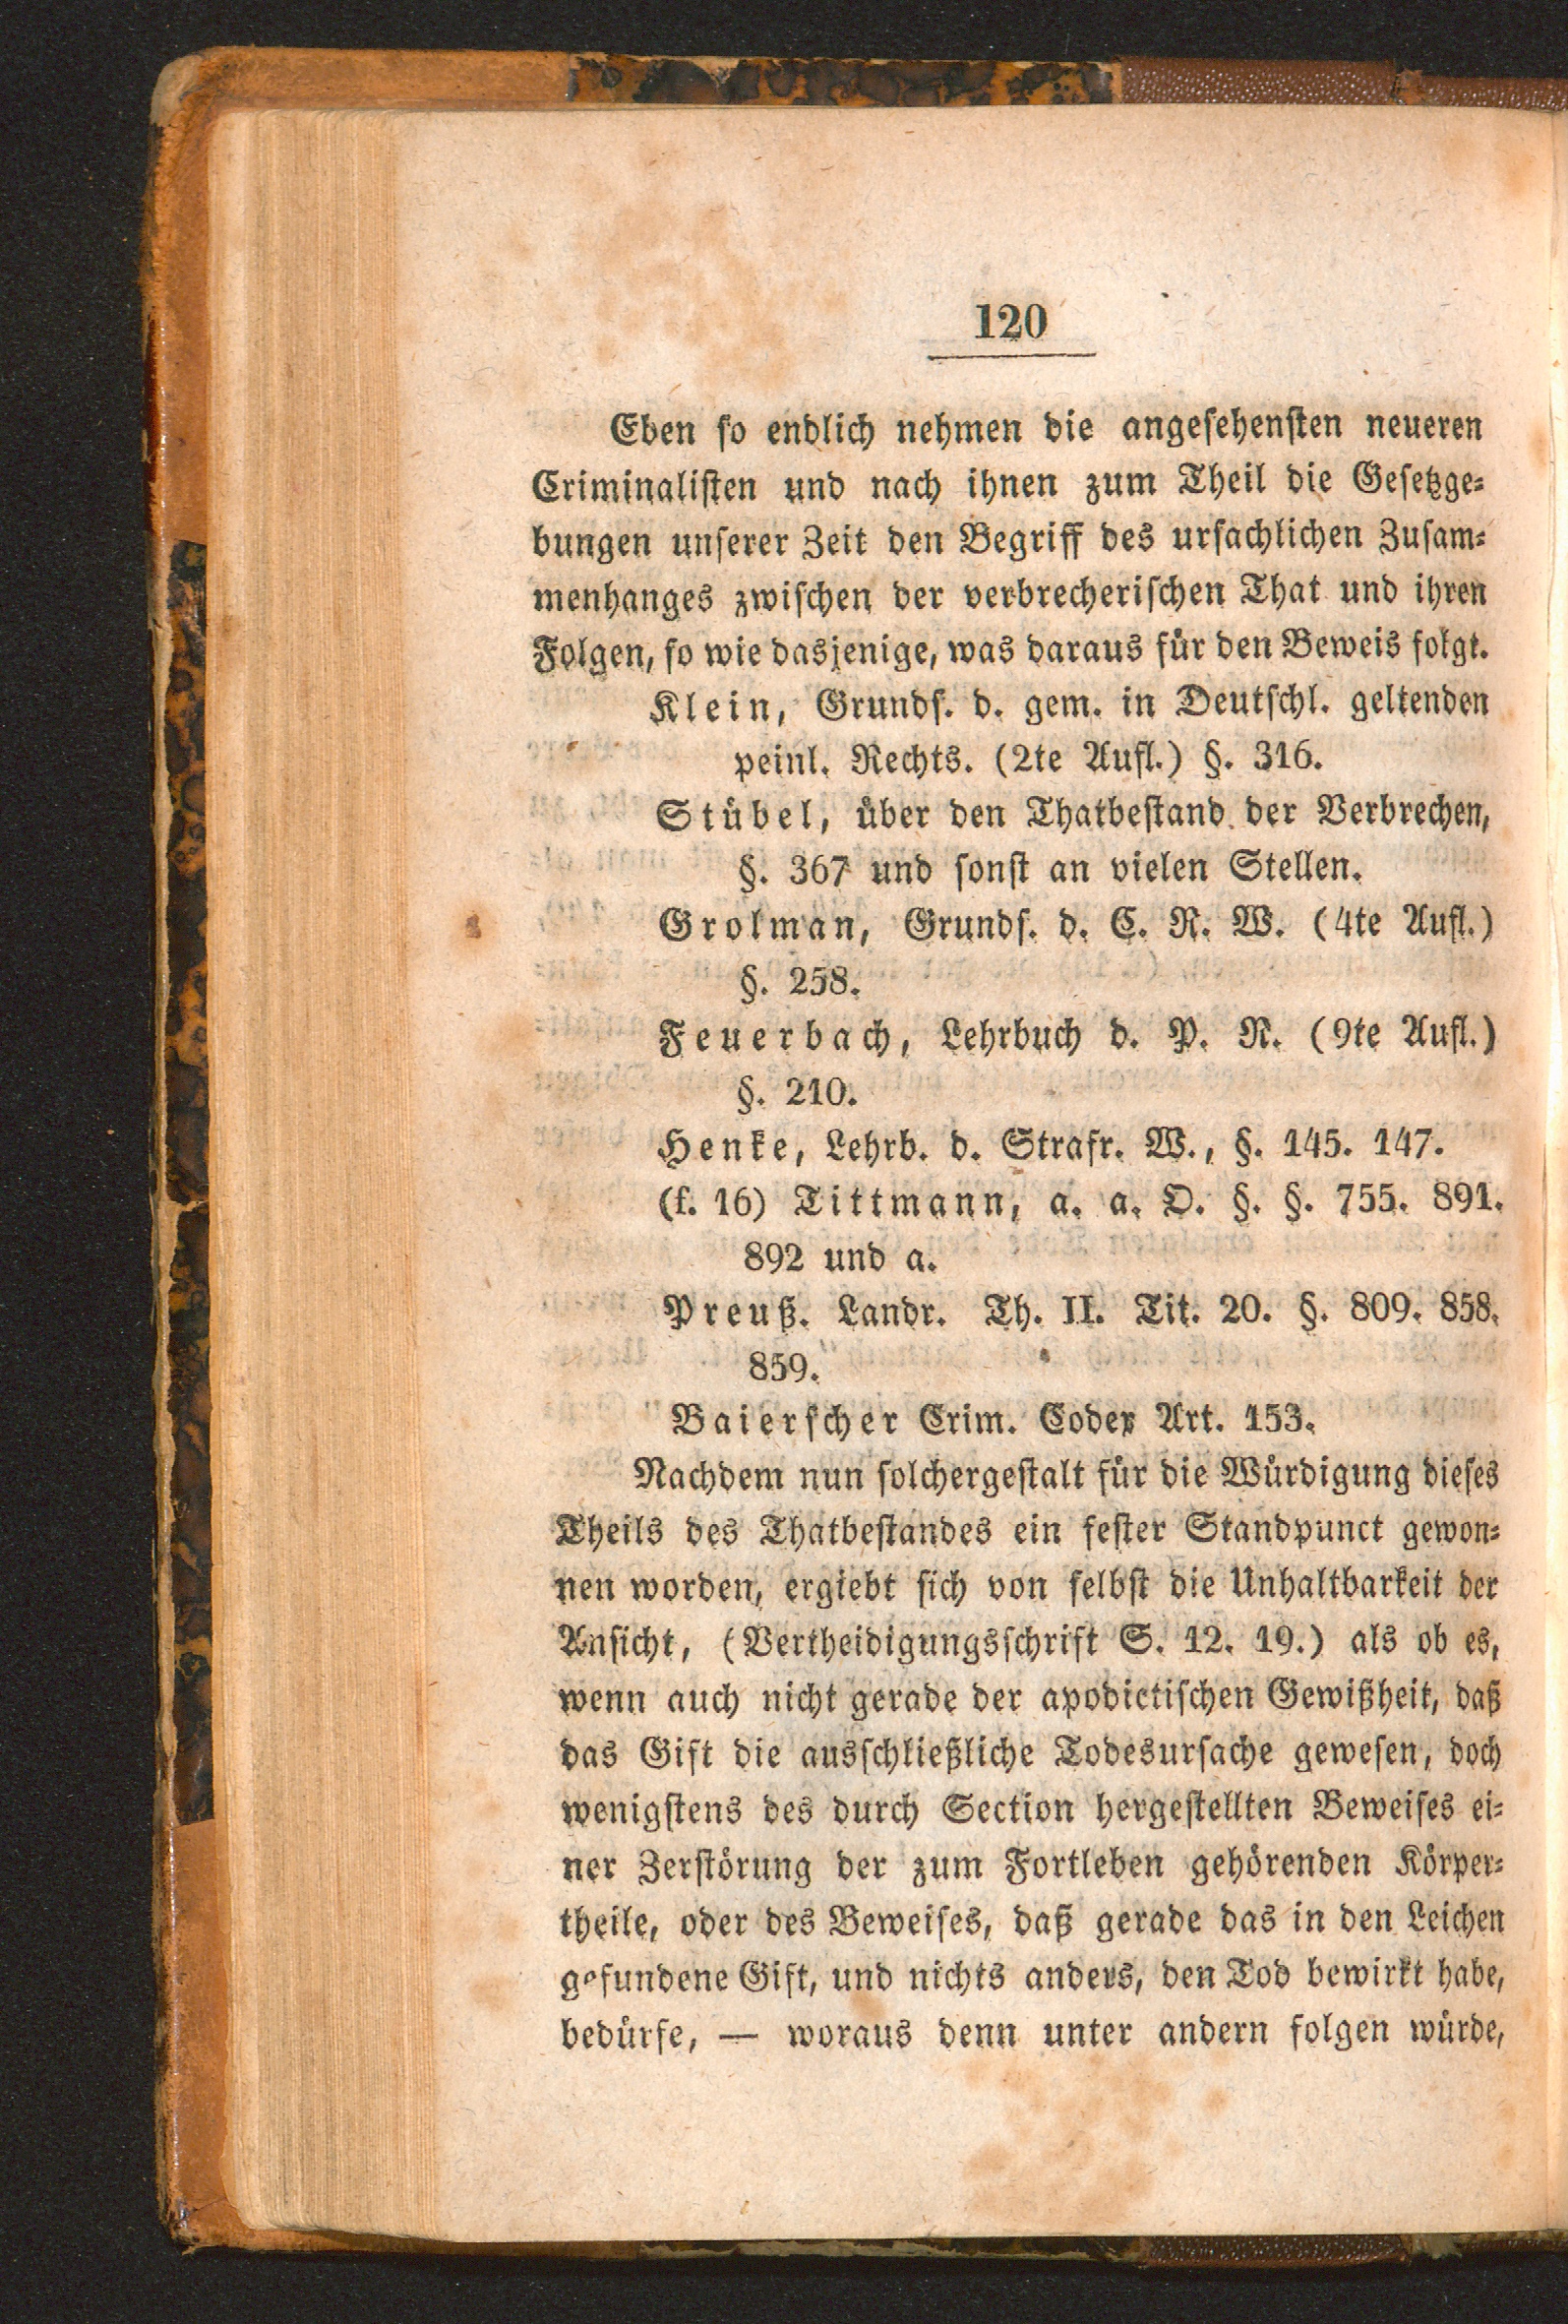 120
Eben so endlich nehmen die angesehensten neueren
Criminalisten und nach ihnen zum Theil die Gesetzge-
bungen unserer Zeit den Begriff des ursachlichen Zusam-
menhanges zwischen der verbrecherischen That und ihren
Folgen, so wie dasjenige, was daraus für den Beweis folgt.
Klein, Grunds. d. gem. in Deutschl. geltenden
peinl. Rechts. (2te Aufl.) §. 316.
Stübel, über den Thatbestand der Verbrechen,
§. 367 und sonst an vielen Stellen.
Grolman, Grunds. d. C. R. W. (4te Aufl.)
§. 258.
Feuerbach, Lehrbuch d. P. R. (9te Aufl.)
§. 210.
Henke, Lehrb. d. Strafr. W., §. 145. 147.
(f. 16) Tittmann, a. a. O. §. §. 755. 891.
892 und a.
Preuß. Landr. Th. II. Tit. 20. §. 809. 858.
859.
Baierscher Crim. Codex Art. 153.
Nachdem nun solchergestalt für die Würdigung dieses
Theils des Thatbestandes ein fester Standpunct gewon-
nen worden, ergiebt sich von selbst die Unhaltbarkeit der
Ansicht, (Vertheidigungsschrift S. 12. 19.) als ob es,
wenn auch nicht gerade der apodictischen Gewißheit, daß
das Gift die ausschließliche Todesursache gewesen, doch
wenigstens des durch Section hergestellten Beweises ei-
ner Zerstörung der zum Fortleben gehörenden Körper-
theile, oder des Beweises, daß gerade das in den Leichen
gefundene Gift, und nichts anders, den Tod bewirkt habe,
bedürfe, — woraus denn unter andern folgen würde,